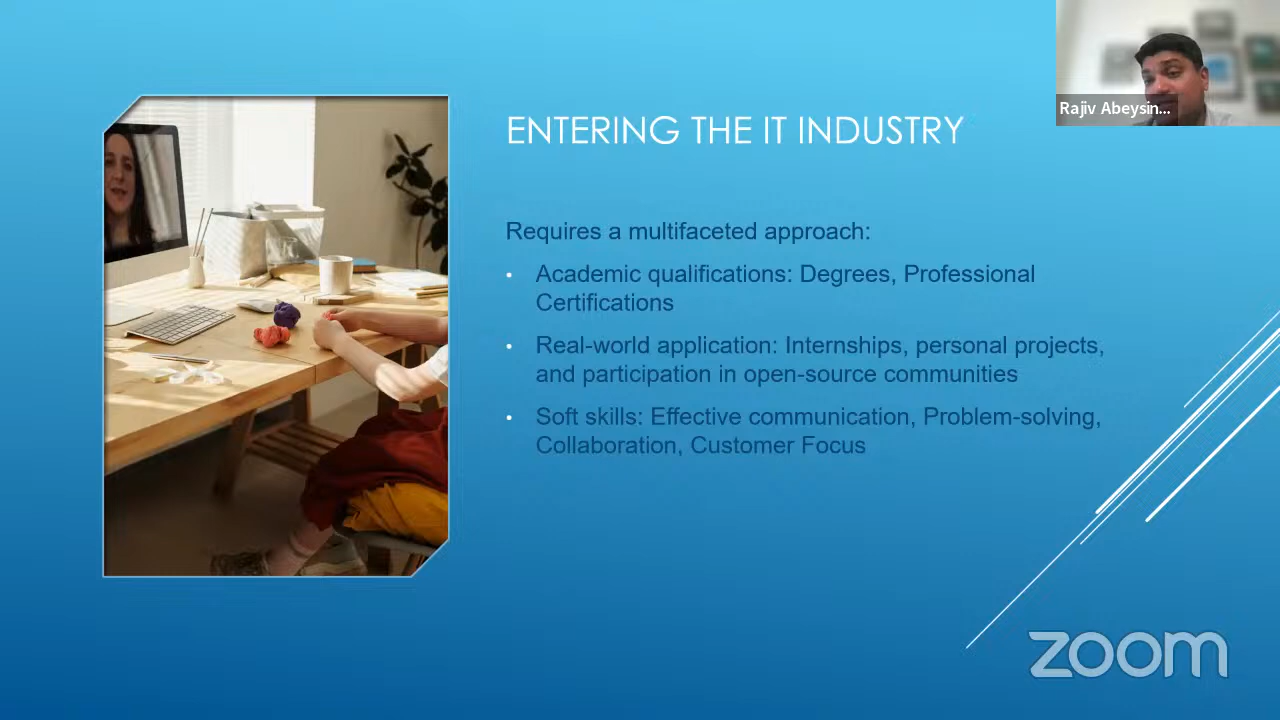 Rajiv Abeysin...
ENTERING THE IT INDUSTRY
Requires a multifaceted approach:
• Academic qualifications: Degrees, Professional
Certifications
• Real-world application: Internships, personal projects,
and participation in open-source communities
• Soft skills: Effective communication, Problem-solving,
Collaboration, Customer Focus
zoom